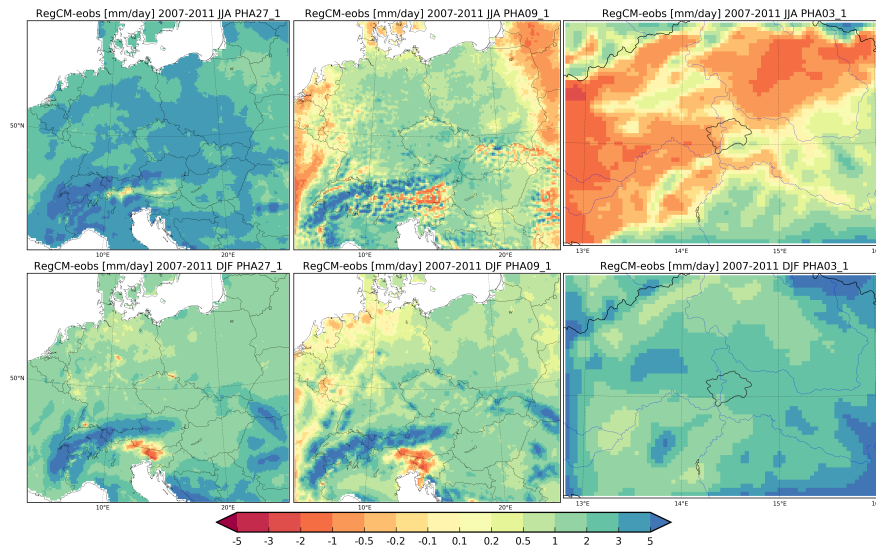 RegCM-eobs [mm/day] 2007-2011 JJA PHA27_1
RegCM-eobs [mm/day] 2007-2011 JJA PHA09_1
RegCM-eobs [mm/day] 2007-2011 JJA PHA03_1
50°N
10°E 20°E
10°E 20°E
13°E 14°E 15°E
RegCM-eobs [mm/day] 2007-2011 DJF PHA27_1
RegCM-eobs [mm/day] 2007-2011 DJF PHA09_1
RegCM-eobs [mm/day] 2007-2011 DJF PHA03_1
50°N
10°E 20°E
10°E 20°E
13°E 14°E 15°E
-5 -3 -2 -1 -0.5 -0.2 -0.1 0.1 0.2 0.5 1 2 3 5